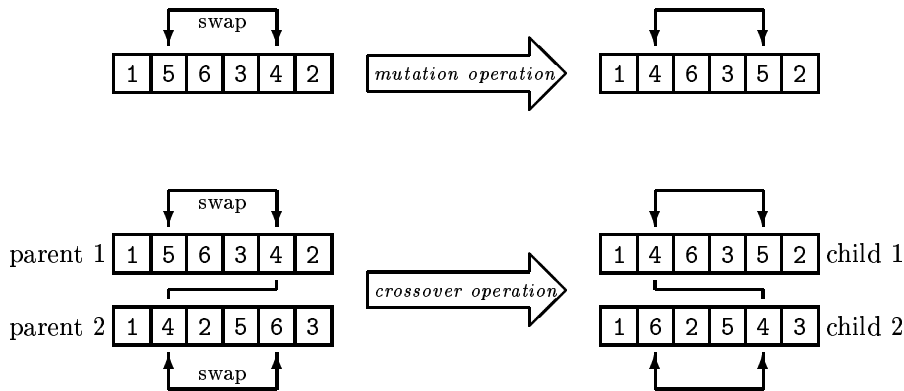 swap
1 5 6 3 4 2
mutation operation
1 4 6 3 5 2
swap
parent 1 1 5 6 3 4 2
1 4 6 3 5 2 child 1
crossover operation
parent 2 1 4 2 5 6 3
1 6 2 5 4 3 child 2
swap